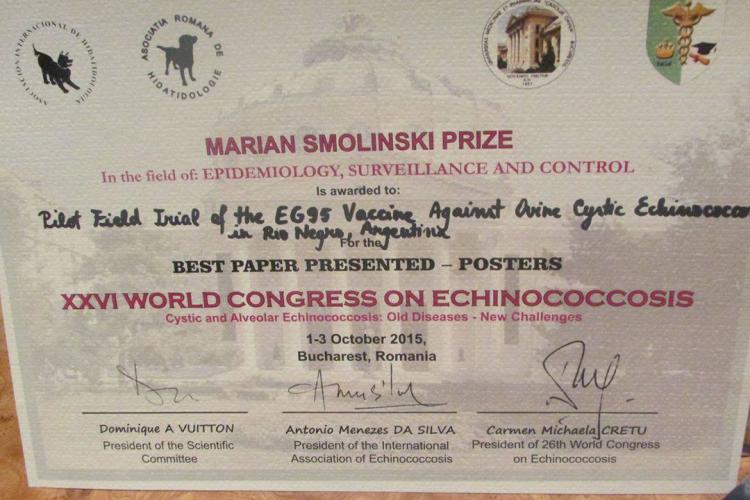 ASOCIACION INTERNACIONAL DE HIDATIDOLOGIA
ASOCIATIA ROMANA DE HIDATIDOLOGIE
MARIAN SMOLINSKI PRIZE
In the field of: EPIDEMIOLOGY, SURVEILLANCE AND CONTROL
Is awarded to:
Pilot Field Trial of the EG95 Vaccine Against Ovine Cystic Echinococco
in Rio Negro, Argentina
For the
BEST PAPER PRESENTED – POSTERS
XXVI WORLD CONGRESS ON ECHINOCOCCOSIS
Cystic and Alveolar Echinococcosis: Old Diseases - New Challenges
1-3 October 2015,
Bucharest, Romania
Dominique A VUITTON
President of the Scientific
Committee
Antonio Menezes DA SILVA
President of the International
Association of Echinococcosis
Carmen Michaela CRETU
President of 26th World Congress
on Echinococcosis